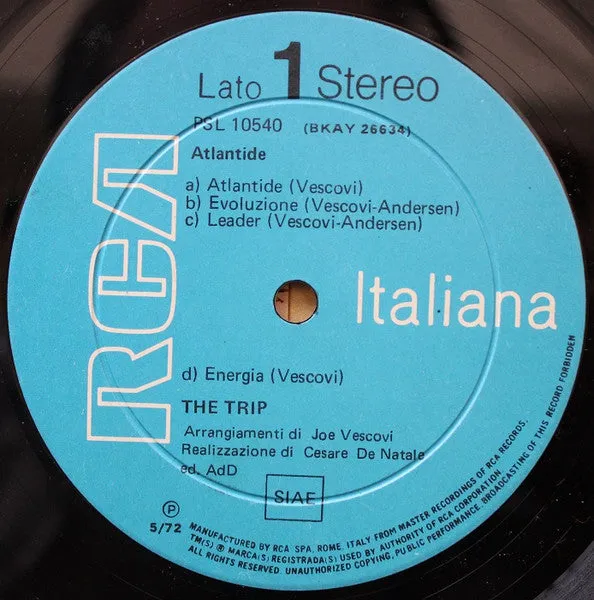 Lato 1 Stereo
PSL 10540 (BKAY 26634)
Atlantide
a) Atlantide (Vescovi)
b) Evoluzione (Vescovi-Andersen)
c) Leader (Vescovi-Andersen)
RCA
Italiana
d) Energia (Vescovi)
THE TRIP
Arrangiamenti di Joe Vescovi
Realizzazione di Cesare De Natale
ed. AdD
SIAE
Ⓟ
5/72
MANUFACTURED BY RCA SPA, ROME, ITALY FROM MASTER RECORDINGS OF RCA RECORDS.
TM(S) ® MARCA(S) REGISTRADA(S) USED BY AUTHORITY OF RCA CORPORATION
ALL RIGHTS RESERVED. UNAUTHORIZED COPYING, PUBLIC PERFORMANCE, BROADCASTING OF THIS RECORD FORBIDDEN